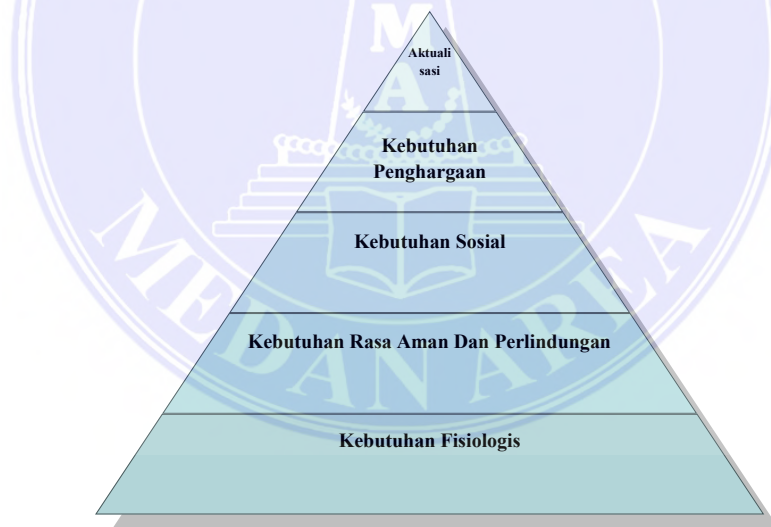 M
A
Aktuali
sasi
Kebutuhan
Penghargaan
Kebutuhan Sosial
Kebutuhan Rasa Aman Dan Perlindungan
Kebutuhan Fisiologis
MEDAN AREA